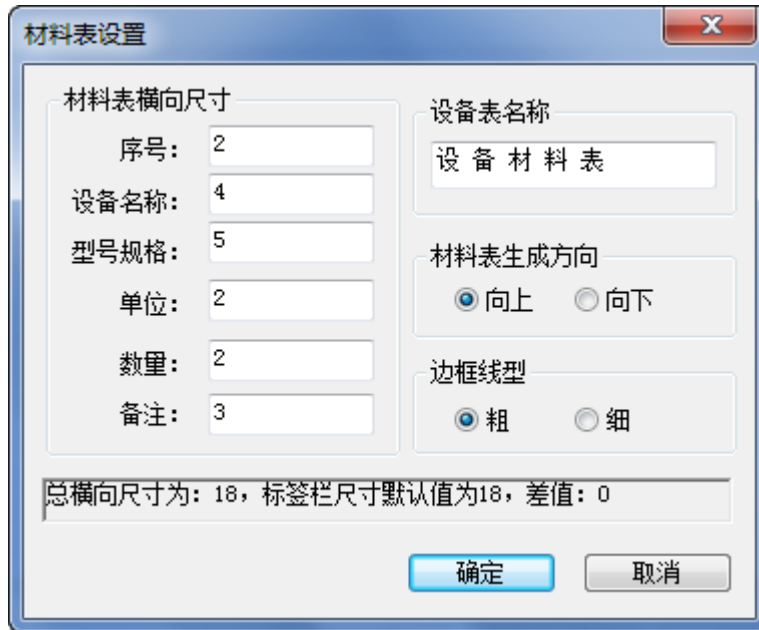 材料表设置
材料表横向尺寸
序号: 2
设备名称: 4
型号规格: 5
单位: 2
数量: 2
备注: 3
设备表名称
设 备 材 料 表
材料表生成方向
向上 向下
边框线型
粗 细
总横向尺寸为: 18, 标签栏尺寸默认值为18, 差值: 0
确定 取消